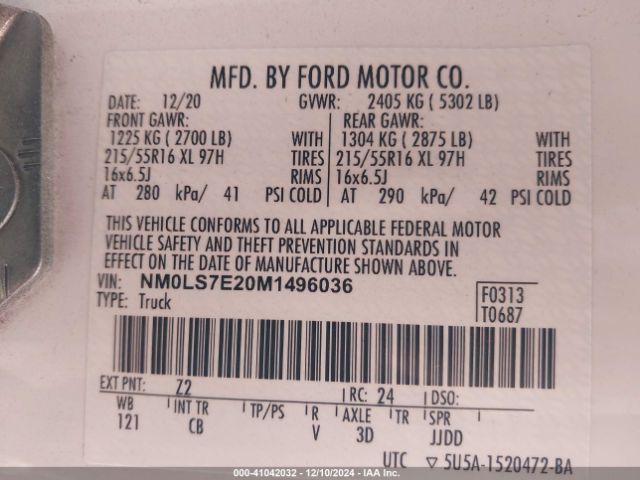 MFD. BY FORD MOTOR CO.
DATE: 12/20 GVWR: 2405 KG ( 5302 LB)
FRONT GAWR: REAR GAWR:
1225 KG ( 2700 LB) WITH 1304 KG ( 2875 LB) WITH
215/55R16 XL 97H TIRES 215/55R16 XL 97H TIRES
16x6.5J RIMS 16x6.5J RIMS
AT 280 kPa/ 41 PSI COLD AT 290 kPa/ 42 PSI COLD
THIS VEHICLE CONFORMS TO ALL APPLICABLE FEDERAL MOTOR
VEHICLE SAFETY AND THEFT PREVENTION STANDARDS IN
EFFECT ON THE DATE OF MANUFACTURE SHOWN ABOVE.
VIN: NM0LS7E20M1496036 F0313
TYPE: Truck T0687
EXT PNT: Z2 RC: 24 DSO:
WB INT TR TP/PS R AXLE TR SPR
121 CB V 3D JJDD
UTC ▽ 5U5A-1520472-BA
000-41042032 - 12/10/2024 - IAA Inc.